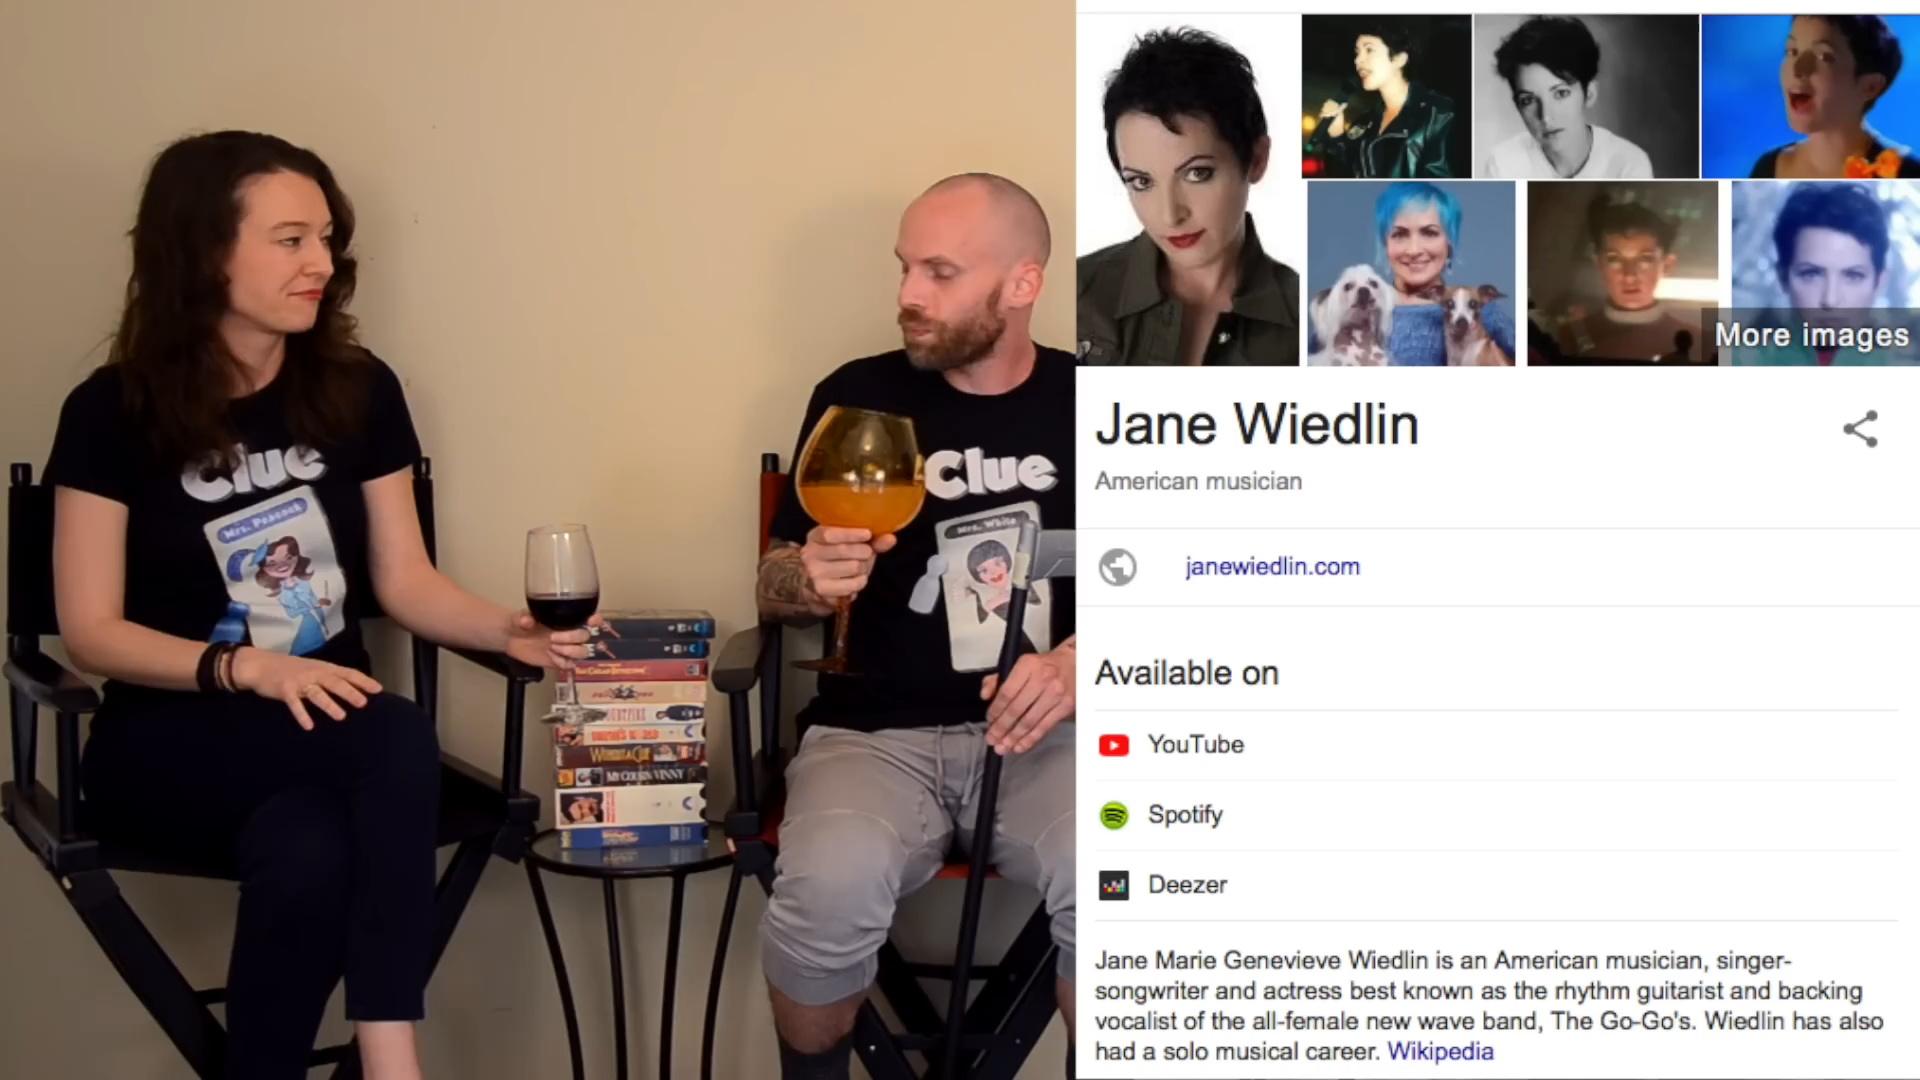 Clue
Mrs. Peacock
Clue
Mrs. White
WITHOUT A CLUE
MY COUSIN VINNY
More images
Jane Wiedlin
American musician
janewiedlin.com
Available on
YouTube
Spotify
Deezer
Jane Marie Genevieve Wiedlin is an American musician, singer-
songwriter and actress best known as the rhythm guitarist and backing
vocalist of the all-female new wave band, The Go-Go's. Wiedlin has also
had a solo musical career. Wikipedia